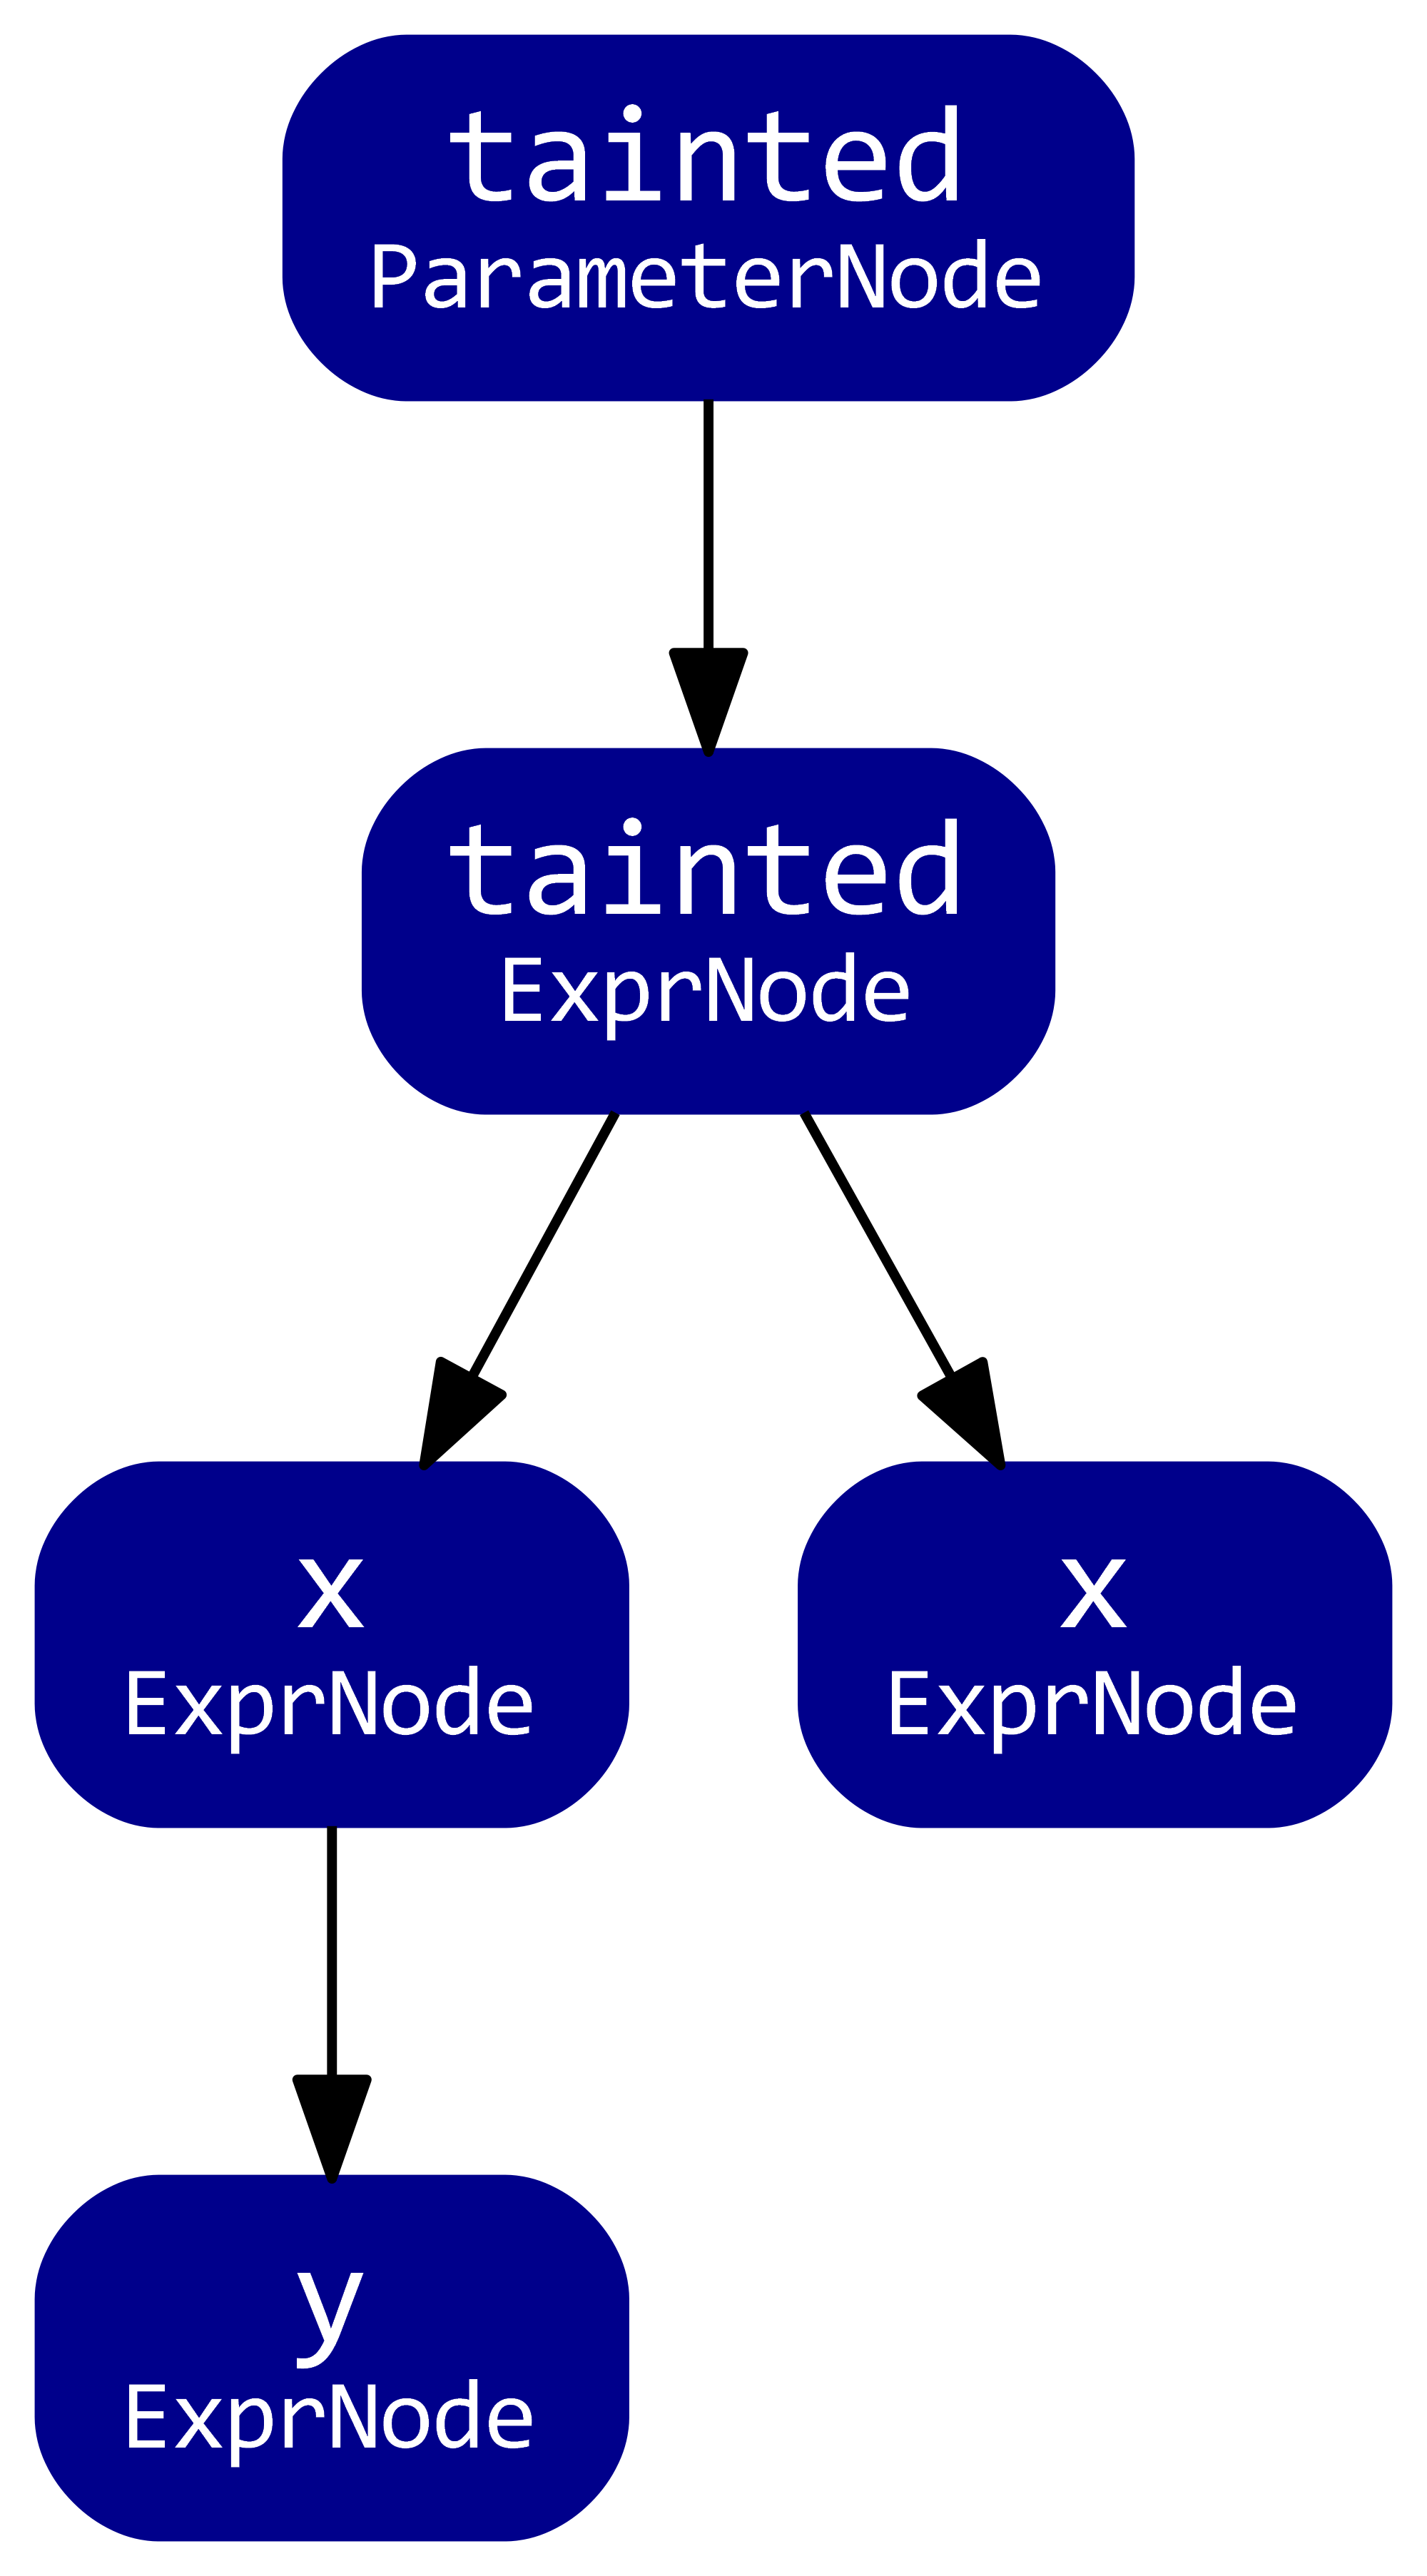 tainted
ParameterNode
tainted
ExprNode
x
ExprNode
x
ExprNode
y
ExprNode